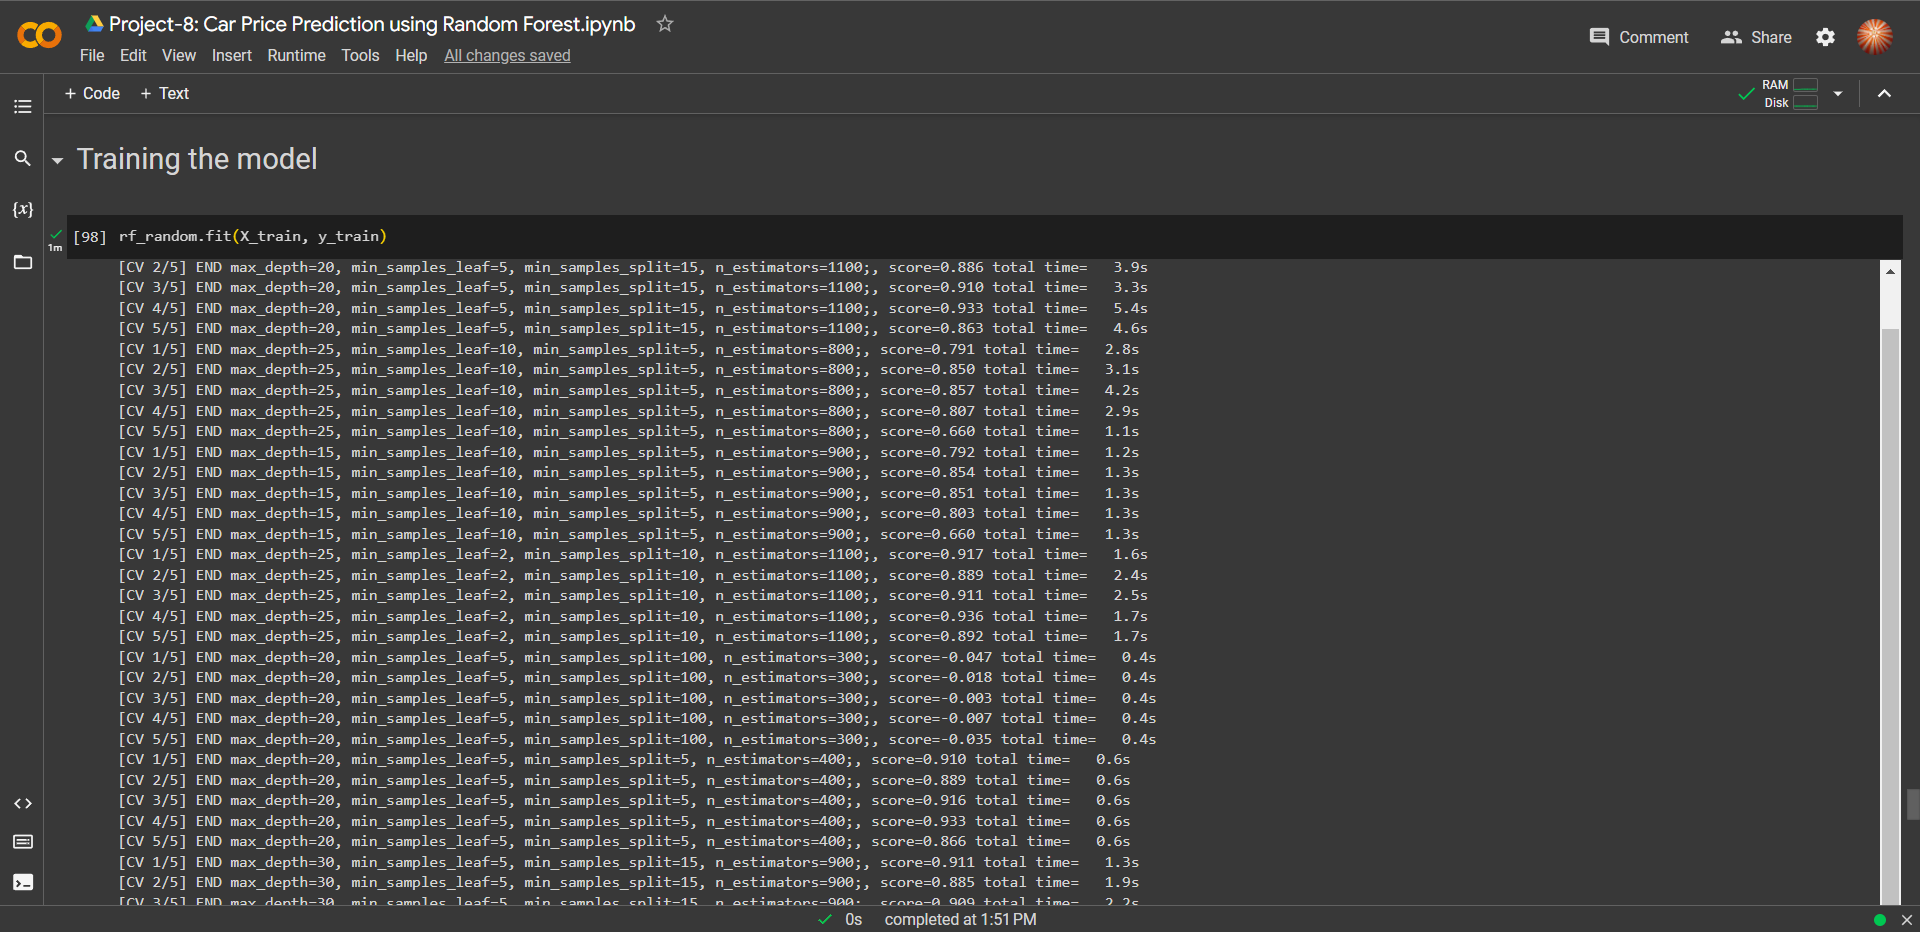 Project-8: Car Price Prediction using Random Forest.ipynb
Comment
Share
File Edit View Insert Runtime Tools Help All changes saved
+ Code + Text
RAM
Disk
Training the model
{x}
1m
[98] rf_random.fit(X_train, y_train)
[CV 2/5] END max_depth=20, min_samples_leaf=5, min_samples_split=15, n_estimators=1100;, score=0.886 total time=   3.9s
[CV 3/5] END max_depth=20, min_samples_leaf=5, min_samples_split=15, n_estimators=1100;, score=0.910 total time=   3.3s
[CV 4/5] END max_depth=20, min_samples_leaf=5, min_samples_split=15, n_estimators=1100;, score=0.933 total time=   5.4s
[CV 5/5] END max_depth=20, min_samples_leaf=5, min_samples_split=15, n_estimators=1100;, score=0.863 total time=   4.6s
[CV 1/5] END max_depth=25, min_samples_leaf=10, min_samples_split=5, n_estimators=800;, score=0.791 total time=   2.8s
[CV 2/5] END max_depth=25, min_samples_leaf=10, min_samples_split=5, n_estimators=800;, score=0.850 total time=   3.1s
[CV 3/5] END max_depth=25, min_samples_leaf=10, min_samples_split=5, n_estimators=800;, score=0.857 total time=   4.2s
[CV 4/5] END max_depth=25, min_samples_leaf=10, min_samples_split=5, n_estimators=800;, score=0.807 total time=   2.9s
[CV 5/5] END max_depth=25, min_samples_leaf=10, min_samples_split=5, n_estimators=800;, score=0.660 total time=   1.1s
[CV 1/5] END max_depth=15, min_samples_leaf=10, min_samples_split=5, n_estimators=900;, score=0.792 total time=   1.2s
[CV 2/5] END max_depth=15, min_samples_leaf=10, min_samples_split=5, n_estimators=900;, score=0.854 total time=   1.3s
[CV 3/5] END max_depth=15, min_samples_leaf=10, min_samples_split=5, n_estimators=900;, score=0.851 total time=   1.3s
[CV 4/5] END max_depth=15, min_samples_leaf=10, min_samples_split=5, n_estimators=900;, score=0.803 total time=   1.3s
[CV 5/5] END max_depth=15, min_samples_leaf=10, min_samples_split=5, n_estimators=900;, score=0.660 total time=   1.3s
[CV 1/5] END max_depth=25, min_samples_leaf=2, min_samples_split=10, n_estimators=1100;, score=0.917 total time=   1.6s
[CV 2/5] END max_depth=25, min_samples_leaf=2, min_samples_split=10, n_estimators=1100;, score=0.889 total time=   2.4s
[CV 3/5] END max_depth=25, min_samples_leaf=2, min_samples_split=10, n_estimators=1100;, score=0.911 total time=   2.5s
[CV 4/5] END max_depth=25, min_samples_leaf=2, min_samples_split=10, n_estimators=1100;, score=0.936 total time=   1.7s
[CV 5/5] END max_depth=25, min_samples_leaf=2, min_samples_split=10, n_estimators=1100;, score=0.892 total time=   1.7s
[CV 1/5] END max_depth=20, min_samples_leaf=5, min_samples_split=100, n_estimators=300;, score=-0.047 total time=   0.4s
[CV 2/5] END max_depth=20, min_samples_leaf=5, min_samples_split=100, n_estimators=300;, score=-0.018 total time=   0.4s
[CV 3/5] END max_depth=20, min_samples_leaf=5, min_samples_split=100, n_estimators=300;, score=-0.003 total time=   0.4s
[CV 4/5] END max_depth=20, min_samples_leaf=5, min_samples_split=100, n_estimators=300;, score=-0.007 total time=   0.4s
[CV 5/5] END max_depth=20, min_samples_leaf=5, min_samples_split=100, n_estimators=300;, score=-0.035 total time=   0.4s
[CV 1/5] END max_depth=20, min_samples_leaf=5, min_samples_split=5, n_estimators=400;, score=0.910 total time=   0.6s
[CV 2/5] END max_depth=20, min_samples_leaf=5, min_samples_split=5, n_estimators=400;, score=0.889 total time=   0.6s
[CV 3/5] END max_depth=20, min_samples_leaf=5, min_samples_split=5, n_estimators=400;, score=0.916 total time=   0.6s
[CV 4/5] END max_depth=20, min_samples_leaf=5, min_samples_split=5, n_estimators=400;, score=0.933 total time=   0.6s
[CV 5/5] END max_depth=20, min_samples_leaf=5, min_samples_split=5, n_estimators=400;, score=0.866 total time=   0.6s
[CV 1/5] END max_depth=30, min_samples_leaf=5, min_samples_split=15, n_estimators=900;, score=0.911 total time=   1.3s
[CV 2/5] END max_depth=30, min_samples_leaf=5, min_samples_split=15, n_estimators=900;, score=0.885 total time=   1.9s
[CV 3/5] END max_depth=30, min_samples_leaf=5, min_samples_split=15, n_estimators=900;, score=0.909 total time=   2.2s
0s completed at 1:51 PM